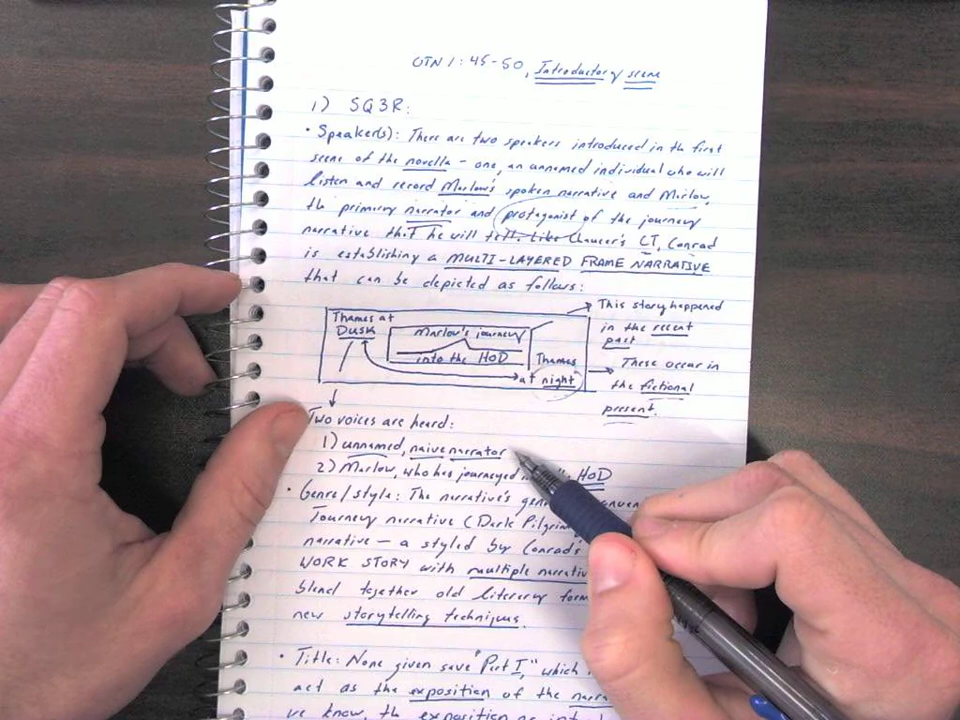 OTN 1: 45-50, Introductory scene
1) SQ3R:
• Speaker(s): There are two speakers introduced in th first
scene of the novella – one, an unnamed individual who will
listen and record Marlow's spoken narrative and Marlow,
th primary narrator and protagonist of the journey
narrative that he will tell. Like Chaucer's CT, Conrad
is establishing a MULTI-LAYERED FRAME NARRATIVE
that can be depicted as follows:
Thames at
Dusk
Marlow's journey
into the HOD
Thames
at night
This story happened
in the recent
past
These occur in
the fictional
present.
Two voices are heard:
1) unnamed, naive narrator
2) Marlow, who has journeyed HOD
• Genre/style: The narrative's
Journey narrative (Dark
narrative – a styled by Conrad's
WORK STORY with multiple
blend together old literary
new storytelling techniques.
• Title: None given save "Part I," which
act as the exposition of the
we know, th exposition